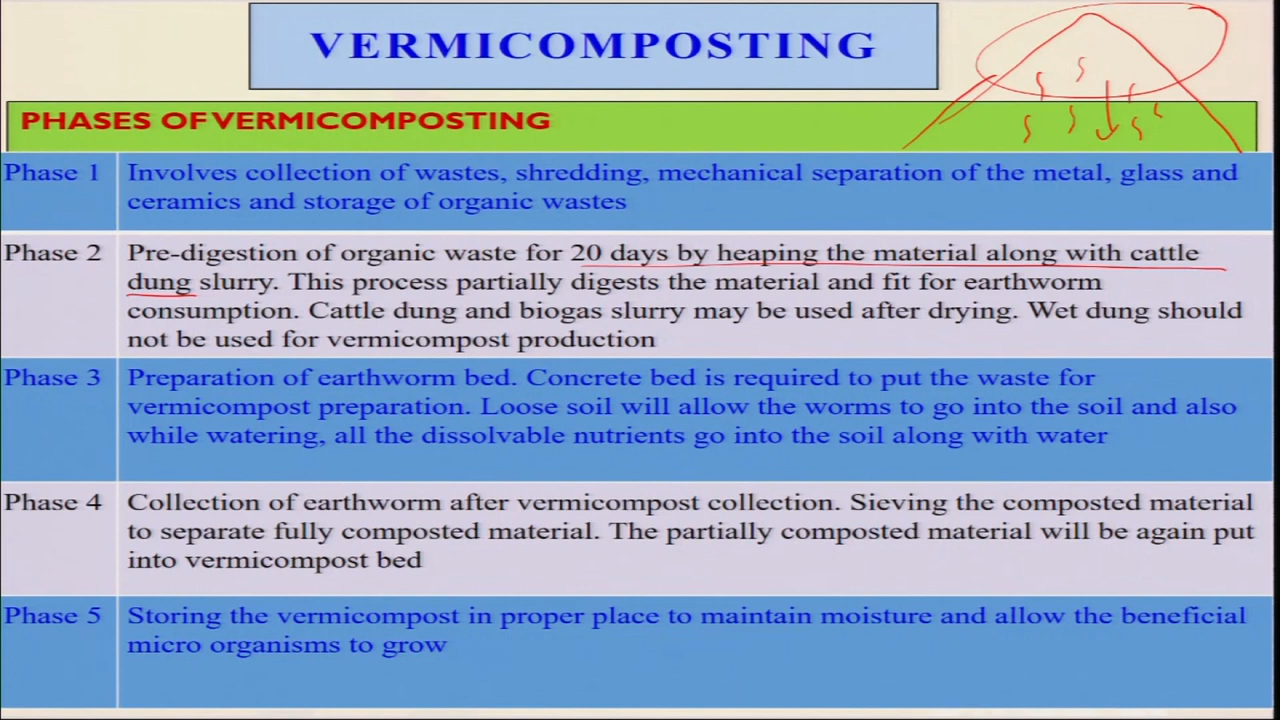 VERMICOMPOSTING
PHASES OF VERMICOMPOSTING
Phase 1
Involves collection of wastes, shredding, mechanical separation of the metal, glass and
ceramics and storage of organic wastes
Phase 2
Pre-digestion of organic waste for 20 days by heaping the material along with cattle
dung slurry. This process partially digests the material and fit for earthworm
consumption. Cattle dung and biogas slurry may be used after drying. Wet dung should
not be used for vermicompost production
Phase 3
Preparation of earthworm bed. Concrete bed is required to put the waste for
vermicompost preparation. Loose soil will allow the worms to go into the soil and also
while watering, all the dissolvable nutrients go into the soil along with water
Phase 4
Collection of earthworm after vermicompost collection. Sieving the composted material
to separate fully composted material. The partially composted material will be again put
into vermicompost bed
Phase 5
Storing the vermicompost in proper place to maintain moisture and allow the beneficial
micro organisms to grow